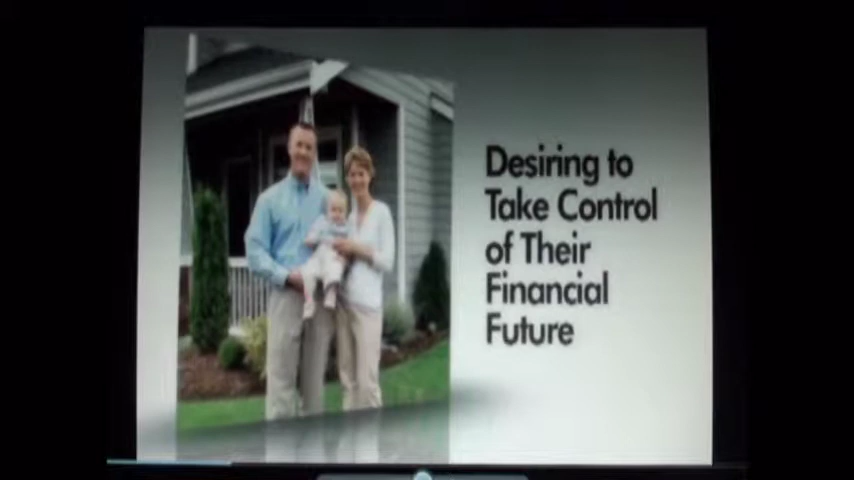 Desiring to
Take Control
of Their
Financial
Future